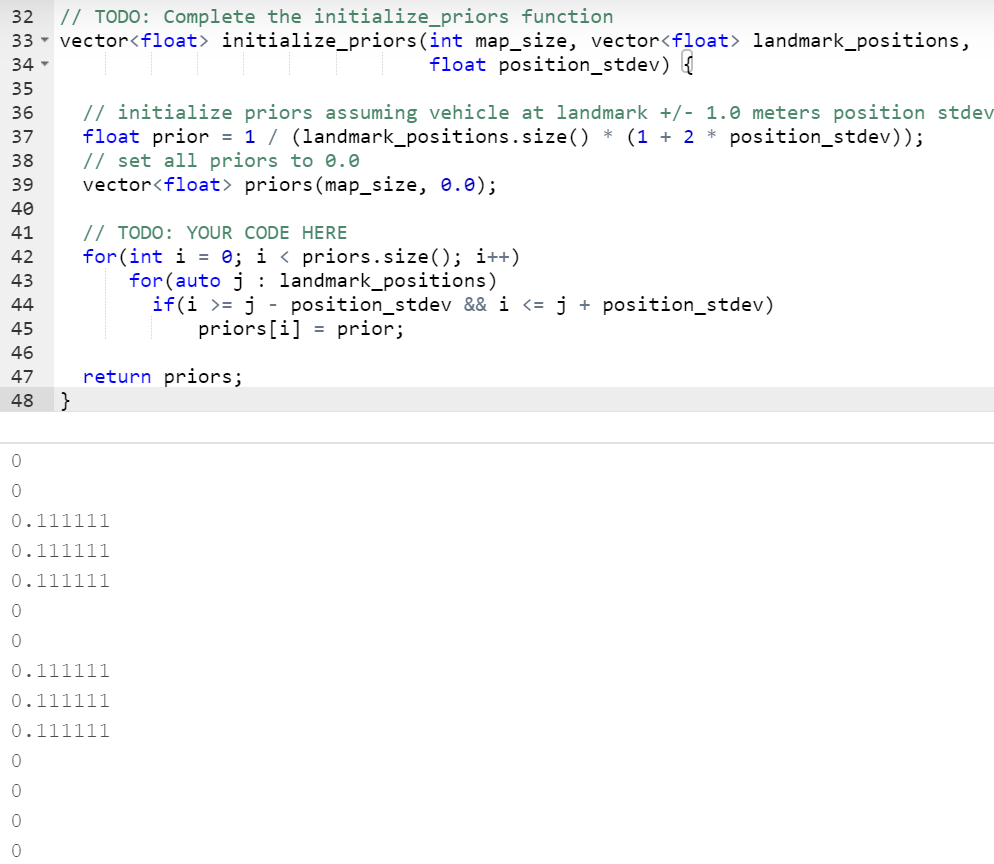 32 // TODO: Complete the initialize_priors function
33 vector<float> initialize_priors(int map_size, vector<float> landmark_positions,
34                                 float position_stdev) {
35
36   // initialize priors assuming vehicle at landmark +/- 1.0 meters position stdev
37   float prior = 1 / (landmark_positions.size() * (1 + 2 * position_stdev));
38   // set all priors to 0.0
39   vector<float> priors(map_size, 0.0);
40
41   // TODO: YOUR CODE HERE
42   for(int i = 0; i < priors.size(); i++)
43       for(auto j : landmark_positions)
44         if(i >= j - position_stdev && i <= j + position_stdev)
45             priors[i] = prior;
46
47   return priors;
48 }
0
0
0.111111
0.111111
0.111111
0
0
0.111111
0.111111
0.111111
0
0
0
0